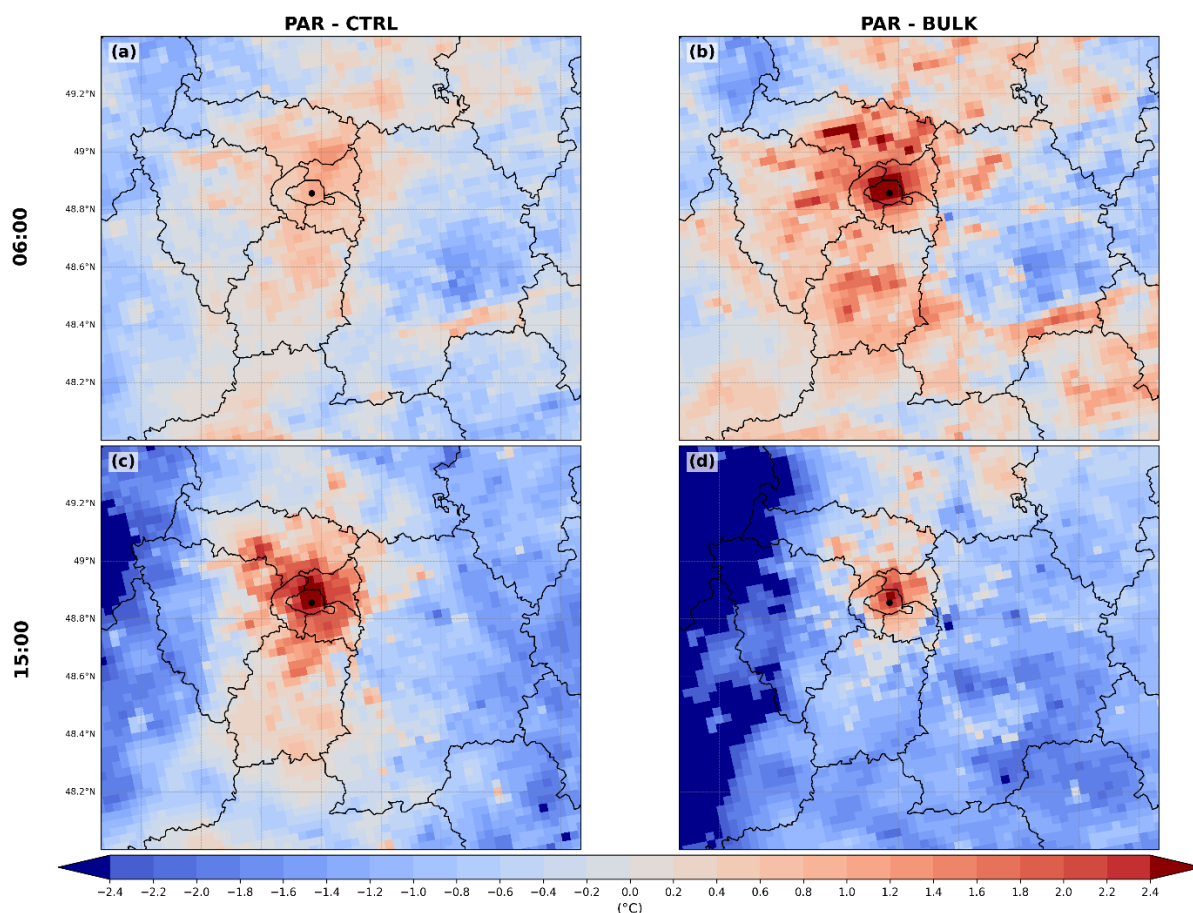 PAR - CTRL
PAR - BULK
(a)
(b)
06:00
49.2°N
49°N
48.8°N
48.6°N
48.4°N
48.2°N
(c)
(d)
15:00
49.2°N
49°N
48.8°N
48.6°N
48.4°N
48.2°N
−2.4 −2.2 −2.0 −1.8 −1.6 −1.4 −1.2 −1.0 −0.8 −0.6 −0.4 −0.2 0.0 0.2 0.4 0.6 0.8 1.0 1.2 1.4 1.6 1.8 2.0 2.2 2.4
(°C)